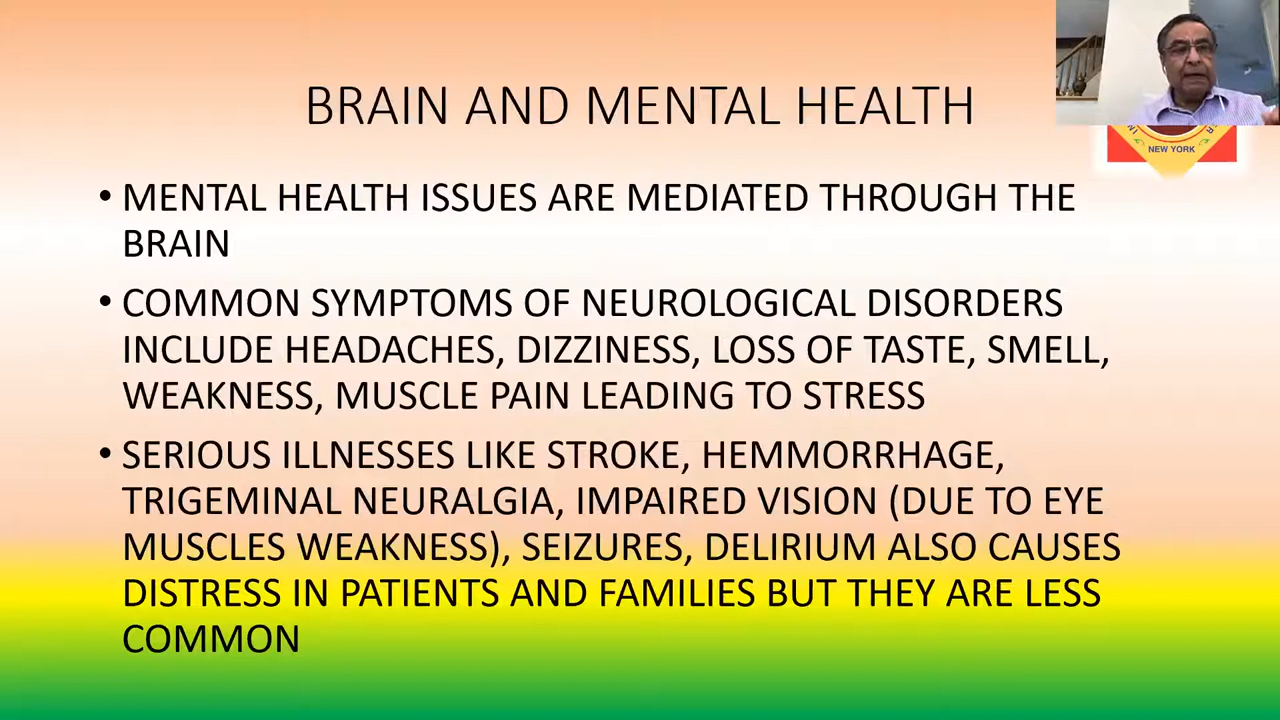 BRAIN AND MENTAL HEALTH
NEW YORK
• MENTAL HEALTH ISSUES ARE MEDIATED THROUGH THE
BRAIN
• COMMON SYMPTOMS OF NEUROLOGICAL DISORDERS
INCLUDE HEADACHES, DIZZINESS, LOSS OF TASTE, SMELL,
WEAKNESS, MUSCLE PAIN LEADING TO STRESS
• SERIOUS ILLNESSES LIKE STROKE, HEMMORRHAGE,
TRIGEMINAL NEURALGIA, IMPAIRED VISION (DUE TO EYE
MUSCLES WEAKNESS), SEIZURES, DELIRIUM ALSO CAUSES
DISTRESS IN PATIENTS AND FAMILIES BUT THEY ARE LESS
COMMON